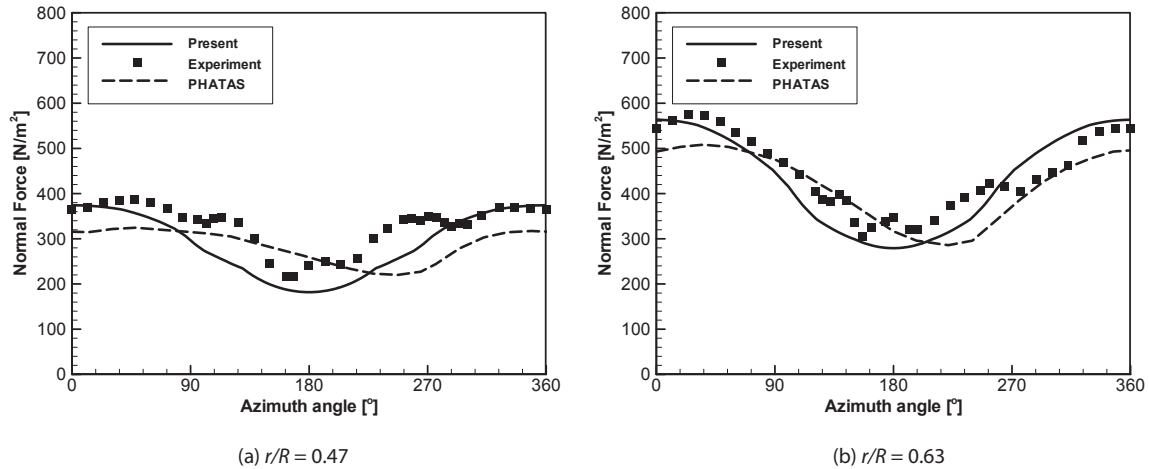 800
700
600
500
400
300
200
100
0
Normal Force [N/m²]
Present
Experiment
PHATAS
0 90 180 270 360
Azimuth angle [°]
(a) r/R = 0.47
800
700
600
500
400
300
200
100
0
Normal Force [N/m²]
Present
Experiment
PHATAS
0 90 180 270 360
Azimuth angle [°]
(b) r/R = 0.63